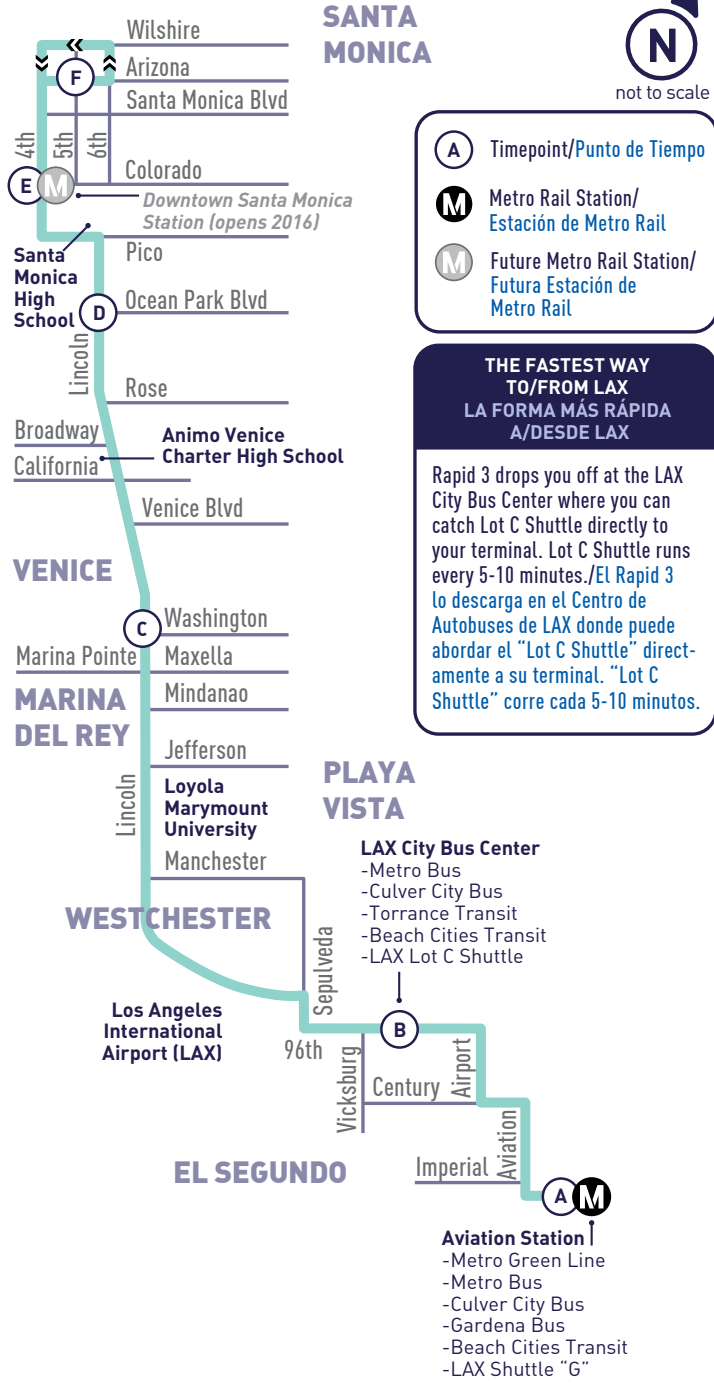 SANTA
MONICA
N
not to scale
Wilshire
F
Arizona
Santa Monica Blvd
4th
5th
6th
Colorado
E
M
Downtown Santa Monica
Station (opens 2016)
Pico
Santa
Monica
High
School
D
Ocean Park Blvd
Lincoln
Rose
Broadway
Animo Venice
Charter High School
California
Venice Blvd
VENICE
C
Washington
Marina Pointe
Maxella
MARINA
DEL REY
Mindanao
Jefferson
Lincoln
Loyola
Marymount
University
PLAYA
VISTA
Manchester
WESTCHESTER
Sepulveda
LAX City Bus Center
-Metro Bus
-Culver City Bus
-Torrance Transit
-Beach Cities Transit
-LAX Lot C Shuttle
Los Angeles
International
Airport (LAX)
96th
B
Vicksburg
Century
Airport
Aviation
EL SEGUNDO
Imperial
A
M
Aviation Station
-Metro Green Line
-Metro Bus
-Culver City Bus
-Gardena Bus
-Beach Cities Transit
-LAX Shuttle “G”
A
Timepoint/Punto de Tiempo
M
Metro Rail Station/
Estación de Metro Rail
M
Future Metro Rail Station/
Futura Estación de
Metro Rail
THE FASTEST WAY
TO/FROM LAX
LA FORMA MÁS RÁPIDA
A/DESDE LAX
Rapid 3 drops you off at the LAX
City Bus Center where you can
catch Lot C Shuttle directly to
your terminal. Lot C Shuttle runs
every 5-10 minutes./El Rapid 3
lo descarga en el Centro de
Autobuses de LAX donde puede
abordar el “Lot C Shuttle” direct-
amente a su terminal. “Lot C
Shuttle” corre cada 5-10 minutos.